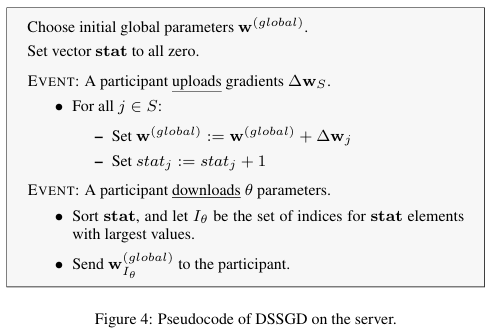 Choose initial global parameters w^(global).
Set vector stat to all zero.
EVENT: A participant uploads gradients Δw_S.
• For all j ∈ S:
– Set w^(global) := w^(global) + Δw_j
– Set stat_j := stat_j + 1
EVENT: A participant downloads θ parameters.
• Sort stat, and let I_θ be the set of indices for stat elements
with largest values.
• Send w_{I_θ}^(global) to the participant.
Figure 4: Pseudocode of DSSGD on the server.